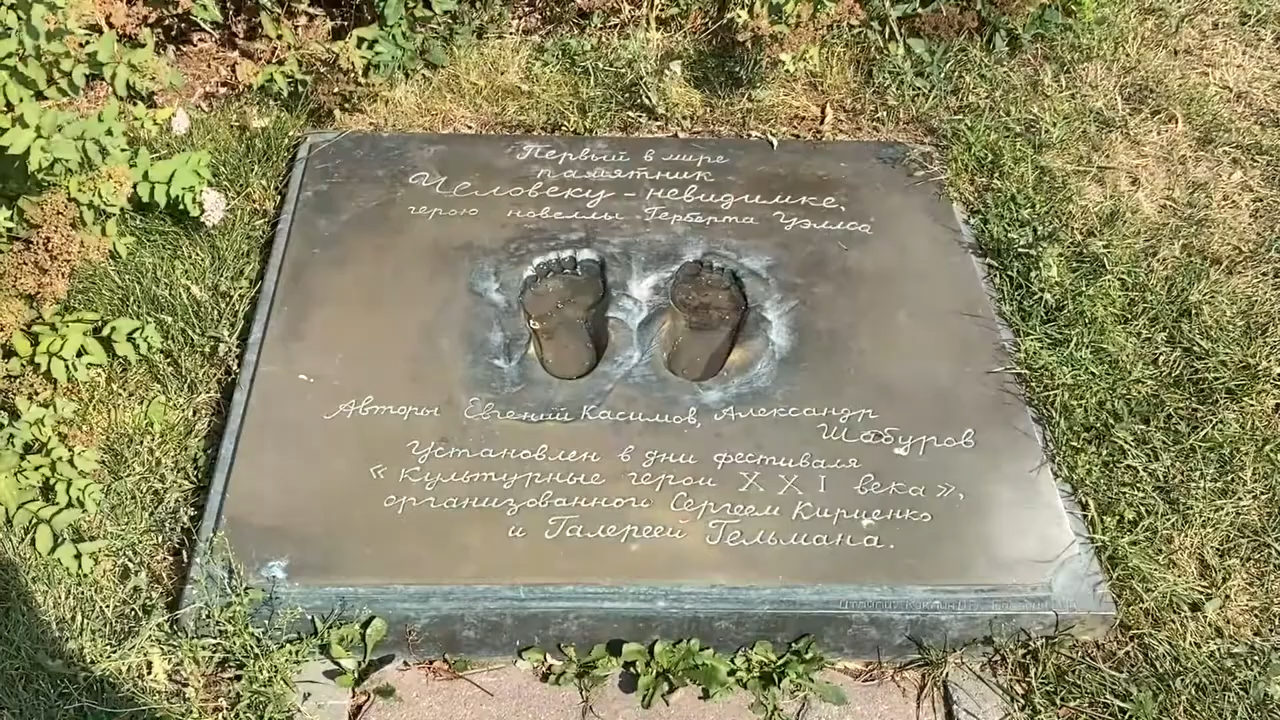 Первый в мире
памятник
Человеку - невидимке,
герою новеллы Герберта Уэллса
Авторы Евгений Касимов, Александр
Шабуров
Установлен в дни фестиваля
«Культурные герои XXI века»,
организованного Сергеем Кириенко
и Галереей Гельмана.